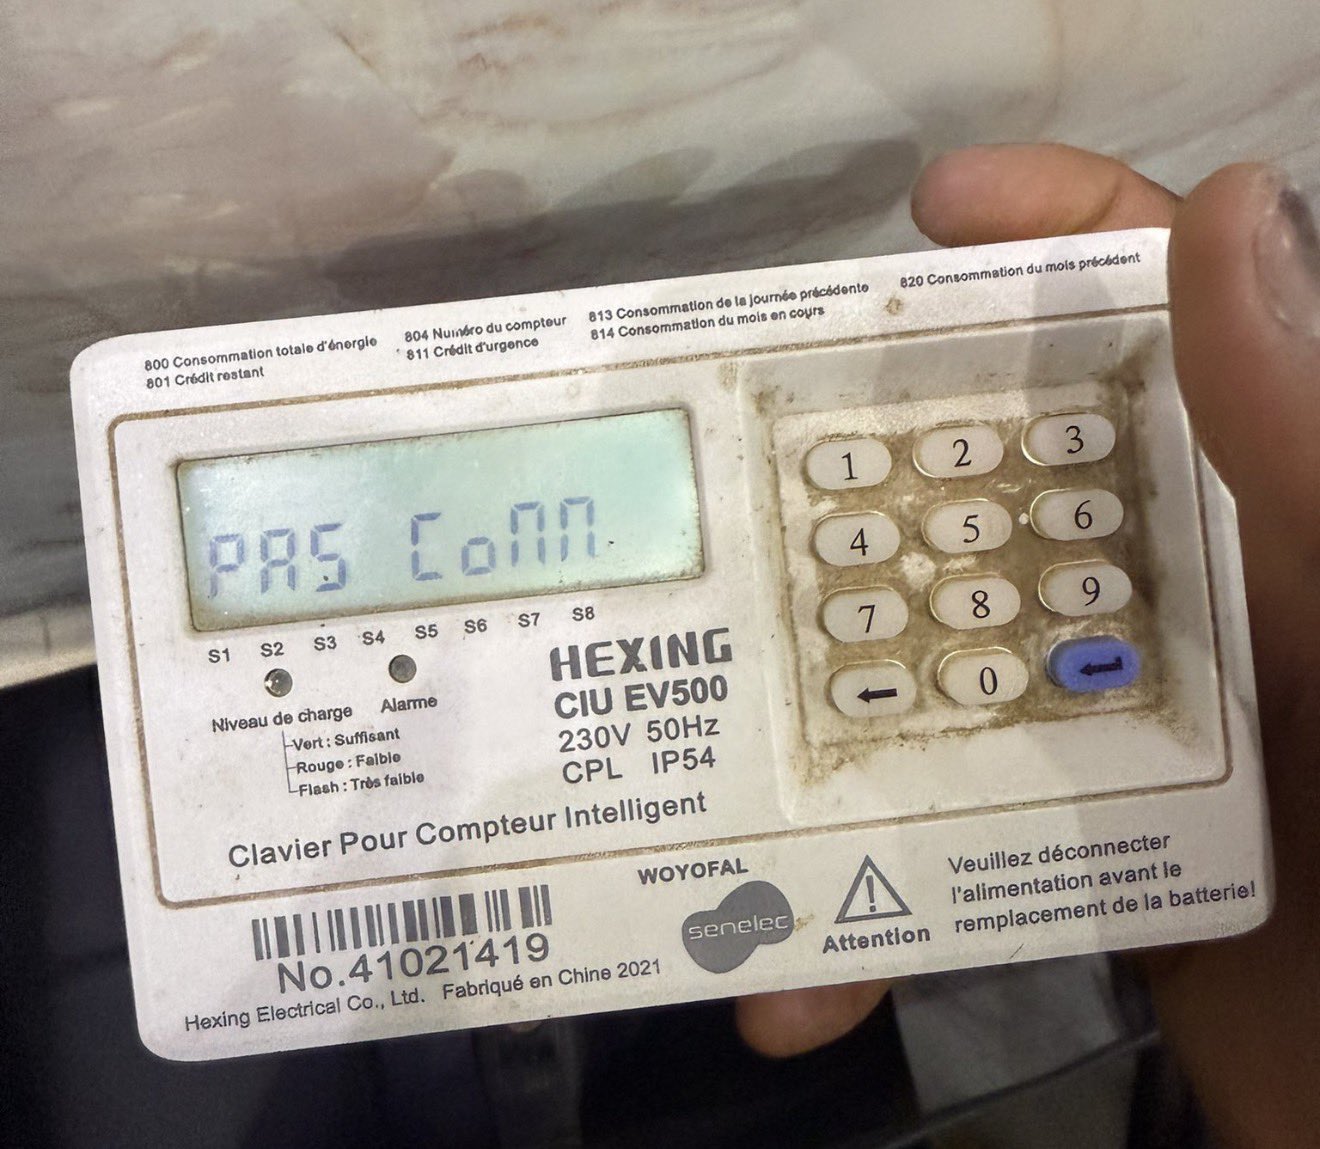 800 Consommation totale d'énergie
801 Crédit restant
804 Numéro du compteur
811 Crédit d'urgence
813 Consommation de la journée précédente
814 Consommation du mois en cours
820 Consommation du mois précédent
PAS CoMM
S1 S2 S3 S4 S5 S6 S7 S8
Niveau de charge
Vert : Suffisant
Rouge : Faible
Flash : Très faible
Alarme
HEXING
CIU EV500
230V 50Hz
CPL IP54
Clavier Pour Compteur Intelligent
1 2 3
4 5 6
7 8 9
0
No.41021419
Hexing Electrical Co., Ltd. Fabriqué en Chine 2021
WOYOFAL
senelec
Attention
Veuillez déconnecter
l'alimentation avant le
remplacement de la batterie!